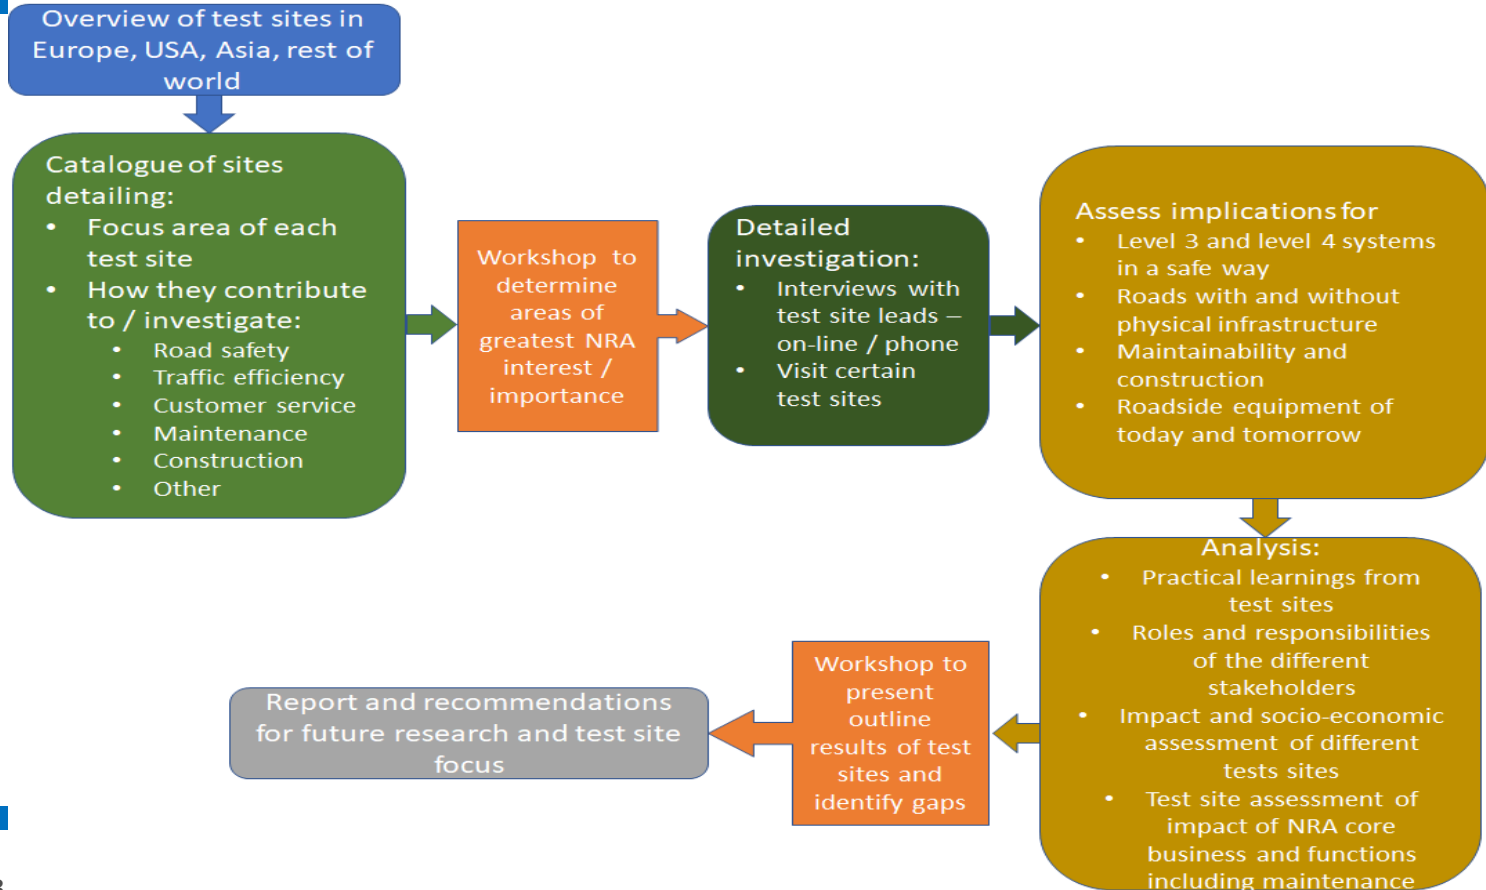 Overview of test sites in
Europe, USA, Asia, rest of
world
Catalogue of sites
detailing:
• Focus area of each
test site
• How they contribute
to / investigate:
• Road safety
• Traffic efficiency
• Customer service
• Maintenance
• Construction
• Other
Workshop to
determine
areas of
greatest NRA
interest /
importance
Detailed
investigation:
• Interviews with
test site leads –
on-line / phone
• Visit certain
test sites
Assess implications for
• Level 3 and level 4 systems
in a safe way
• Roads with and without
physical infrastructure
• Maintainability and
construction
• Roadside equipment of
today and tomorrow
Analysis:
• Practical learnings from
test sites
• Roles and responsibilities
of the different
stakeholders
• Impact and socio-economic
assessment of different
tests sites
• Test site assessment of
impact of NRA core
business and functions
including maintenance
Workshop to
present
outline
results of test
sites and
identify gaps
Report and recommendations
for future research and test site
focus